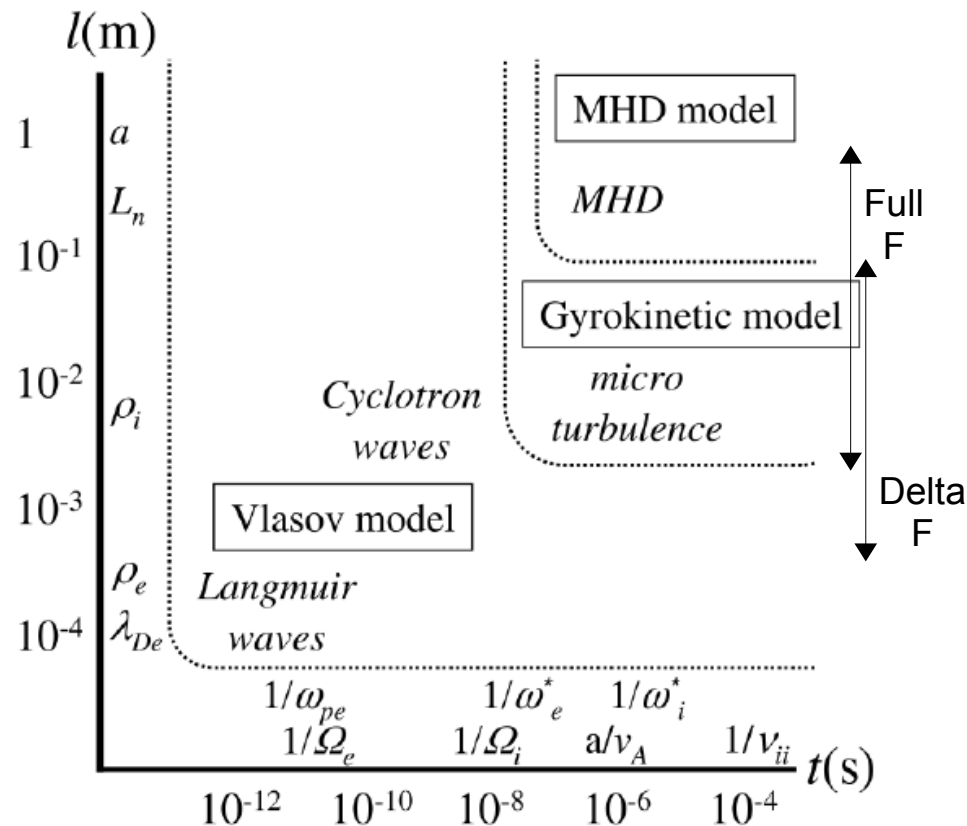 l(m)
1
a
MHD model
L_n
MHD
Full
F
10^-1
Gyrokinetic model
10^-2
ρ_i
Cyclotron
waves
micro
turbulence
10^-3
Vlasov model
Delta
F
ρ_e
Langmuir
waves
10^-4
λ_De
1/ω_pe 1/ω*_e 1/ω*_i
1/Ω_e 1/Ω_i a/v_A 1/ν_ii t(s)
10^-12 10^-10 10^-8 10^-6 10^-4